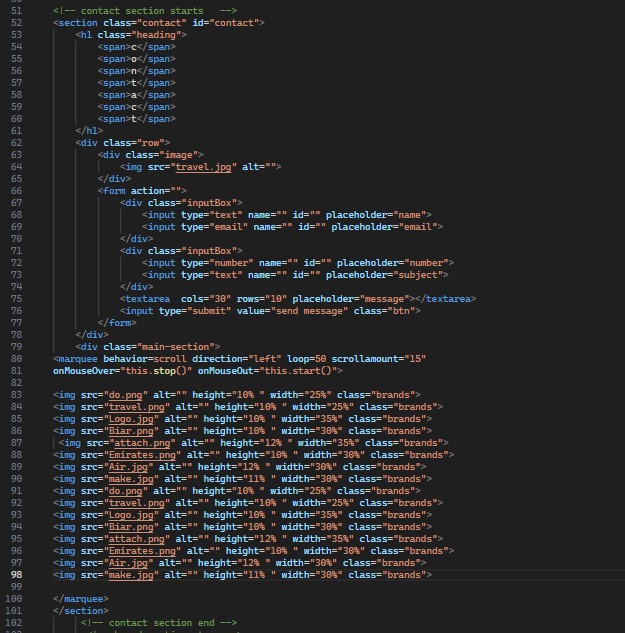 51 <!-- contact section starts   -->
52 <section class="contact" id="contact">
53 <h1 class="heading">
54 <span>c</span>
55 <span>o</span>
56 <span>n</span>
57 <span>t</span>
58 <span>a</span>
59 <span>c</span>
60 <span>t</span>
61 </h1>
62 <div class="row">
63 <div class="image">
64 <img src="travel.jpg" alt="">
65 </div>
66 <form action="">
67 <div class="inputBox">
68 <input type="text" name="" id="" placeholder="name">
69 <input type="email" name="" id="" placeholder="email">
70 </div>
71 <div class="inputBox">
72 <input type="number" name="" id="" placeholder="number">
73 <input type="text" name="" id="" placeholder="subject">
74 </div>
75 <textarea  cols="30" rows="10" placeholder="message"></textarea>
76 <input type="submit" value="send message" class="btn">
77 </form>
78 </div>
79 <div class="main-section">
80 <marquee behavior=scroll direction="left" loop=50 scrollamount="15"
81 onMouseOver="this.stop()" onMouseOut="this.start()">
82
83 <img src="do.png" alt="" height="10% " width="25%" class="brands">
84 <img src="travel.png" alt="" height="10% " width="25%" class="brands">
85 <img src="Logo.jpg" alt="" height="10% " width="35%" class="brands">
86 <img src="Biar.png" alt="" height="10% " width="30%" class="brands">
87 <img src="attach.png" alt="" height="12% " width="35%" class="brands">
88 <img src="Emirates.png" alt="" height="10% " width="30%" class="brands">
89 <img src="Air.jpg" alt="" height="12% " width="30%" class="brands">
90 <img src="make.jpg" alt="" height="11% " width="30%" class="brands">
91 <img src="do.png" alt="" height="10% " width="25%" class="brands">
92 <img src="travel.png" alt="" height="10% " width="25%" class="brands">
93 <img src="Logo.jpg" alt="" height="10% " width="35%" class="brands">
94 <img src="Biar.png" alt="" height="10% " width="30%" class="brands">
95 <img src="attach.png" alt="" height="12% " width="35%" class="brands">
96 <img src="Emirates.png" alt="" height="10% " width="30%" class="brands">
97 <img src="Air.jpg" alt="" height="12% " width="30%" class="brands">
98 <img src="make.jpg" alt="" height="11% " width="30%" class="brands">
99
100 </marquee>
101 </section>
102 <!-- contact section end -->